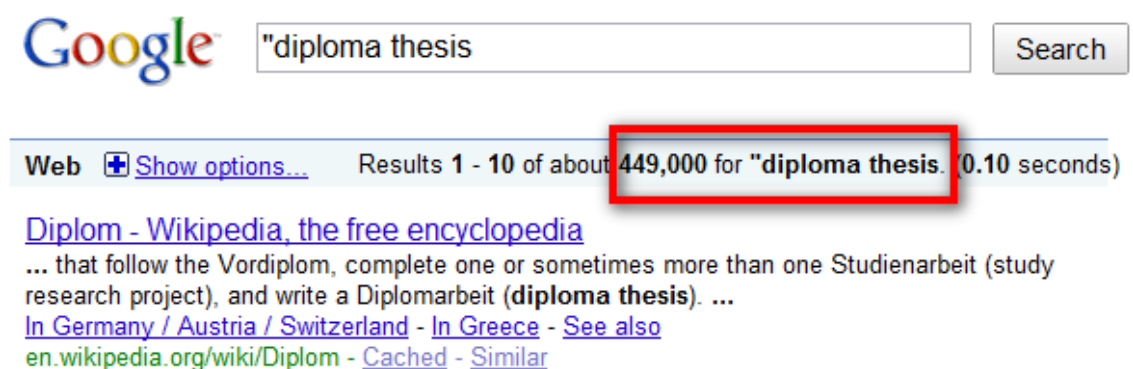 Google "diploma thesis Search
Web Show options... Results 1 - 10 of about 449,000 for "diploma thesis. (0.10 seconds)
Diplom - Wikipedia, the free encyclopedia
... that follow the Vordiplom, complete one or sometimes more than one Studienarbeit (study
research project), and write a Diplomarbeit (diploma thesis). ...
In Germany / Austria / Switzerland - In Greece - See also
en.wikipedia.org/wiki/Diplom - Cached - Similar